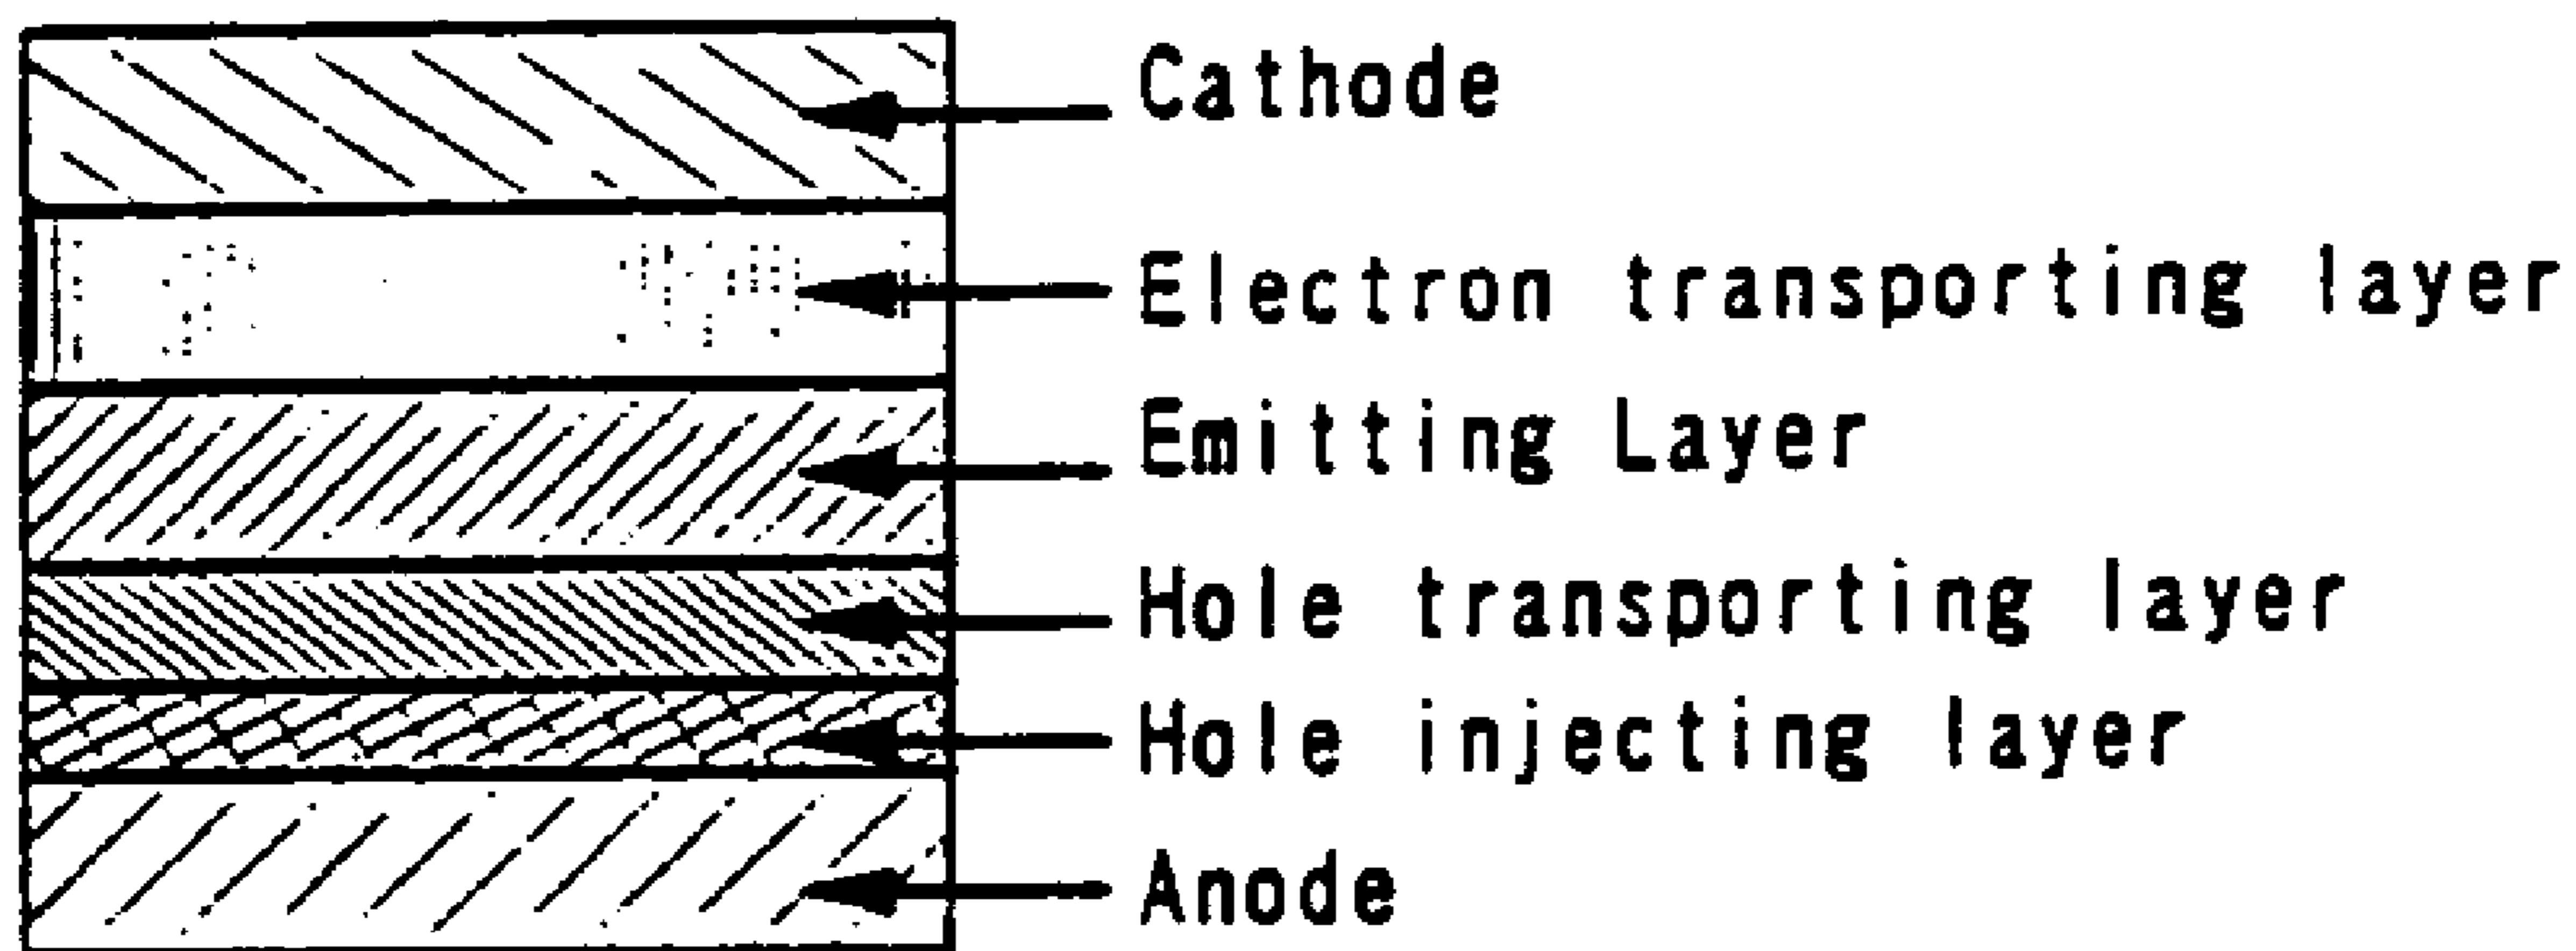 Cathode
Electron transporting layer
Emitting Layer
Hole transporting layer
Hole injecting layer
Anode